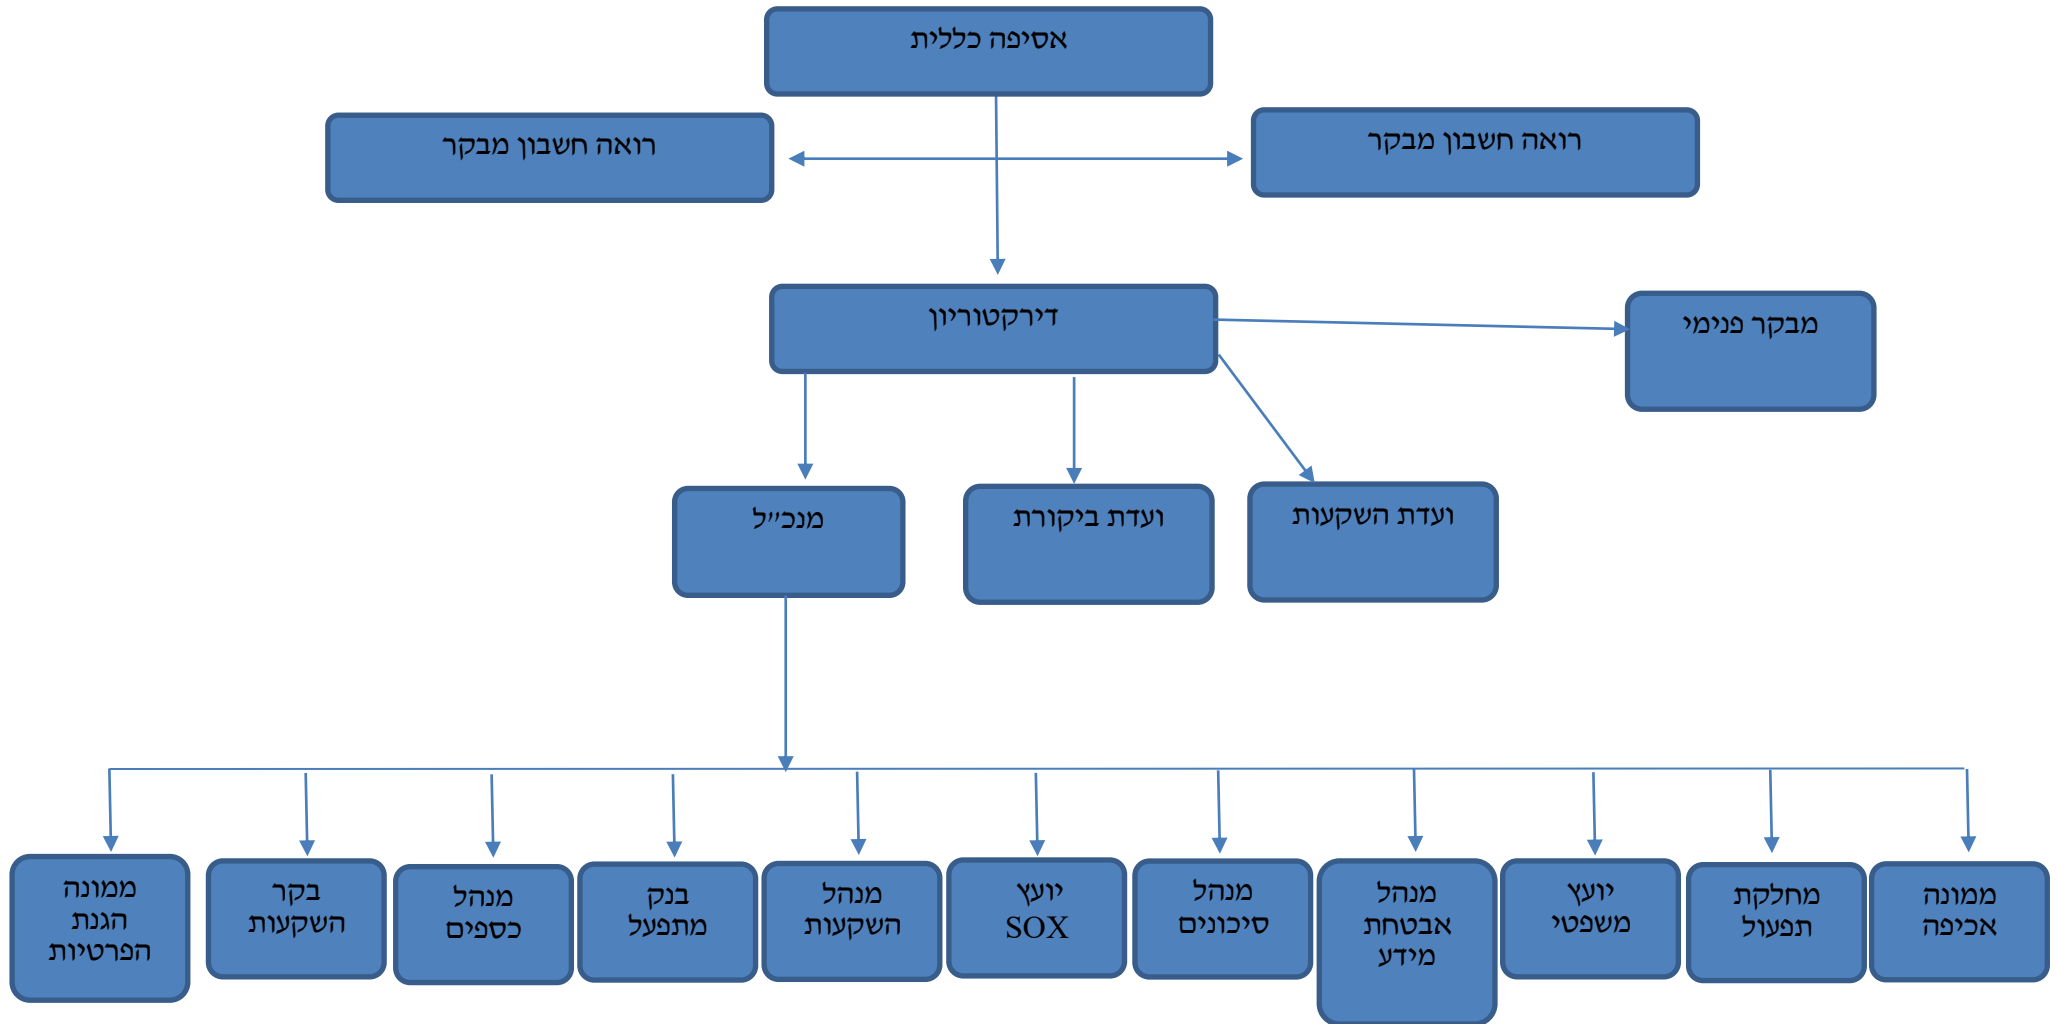 אסיפה כללית
רואה חשבון מבקר
רואה חשבון מבקר
דירקטוריון
מבקר פנימי
ועדת השקעות
ועדת ביקורת
מנכ"ל
ממונה
אכיפה
מחלקת
תפעול
יועץ
משפטי
מנהל
אבטחת
מידע
מנהל
סיכונים
יועץ
SOX
מנהל
השקעות
בנק
מתפעל
מנהל
כספים
בקר
השקעות
ממונה
הגנת
הפרטיות